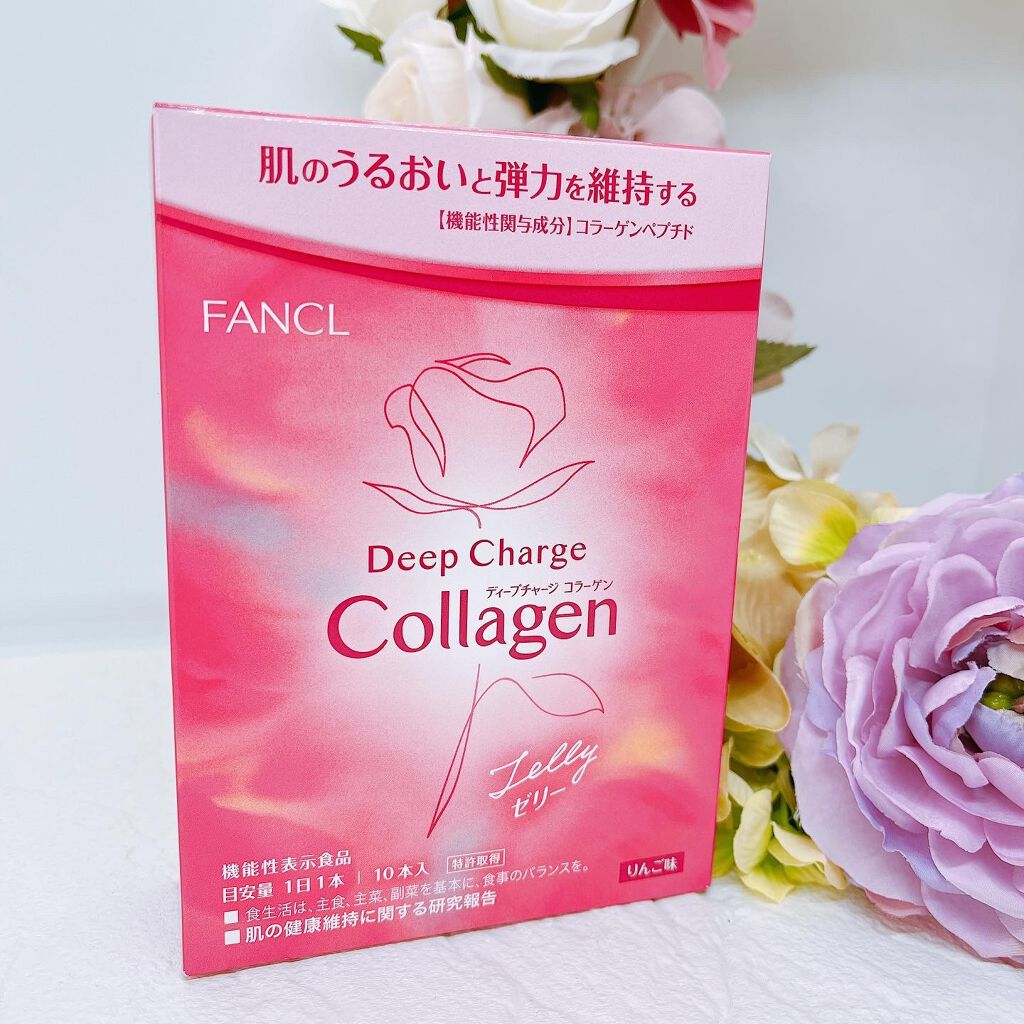 肌のうるおいと弾力を維持する
【機能性関与成分】コラーゲンペプチド
FANCL
Deep Charge
ディープチャージ コラーゲン
Collagen
Jelly
ゼリー
機能性表示食品
目安量 1日1本 | 10本入 特許取得
りんご味
■ 食生活は、主食、主菜、副菜を基本に、食事のバランスを。
■ 肌の健康維持に関する研究報告